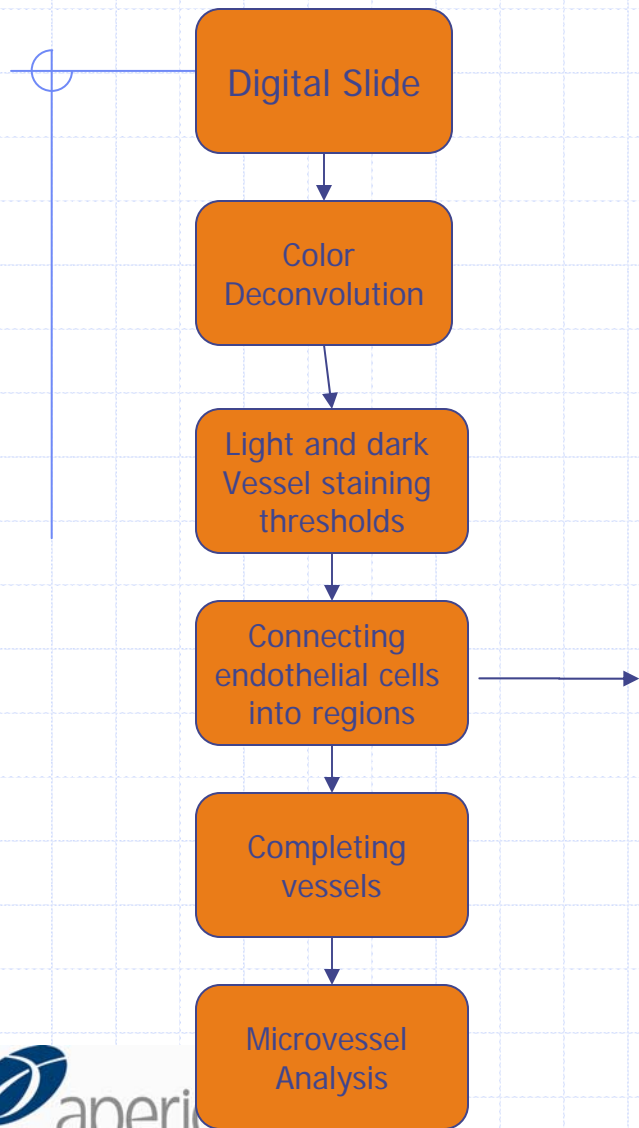 Digital Slide
Color
Deconvolution
Light and dark
Vessel staining
thresholds
Connecting
endothelial cells
into regions
Completing
vessels
Microvessel
Analysis